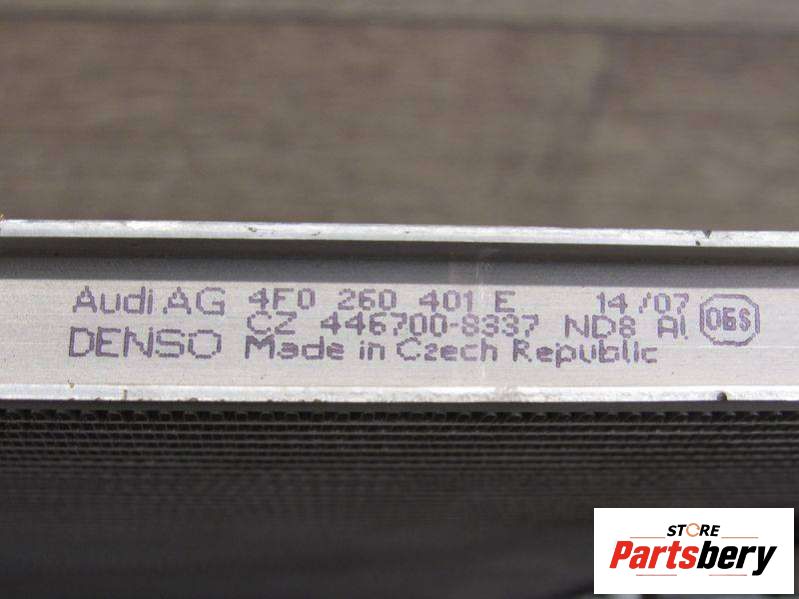 Audi AG 4F0 260 401 E 14/07
CZ 446700-8337 ND8 Al
DENSO Made in Czech Republic
STORE
Partsbery